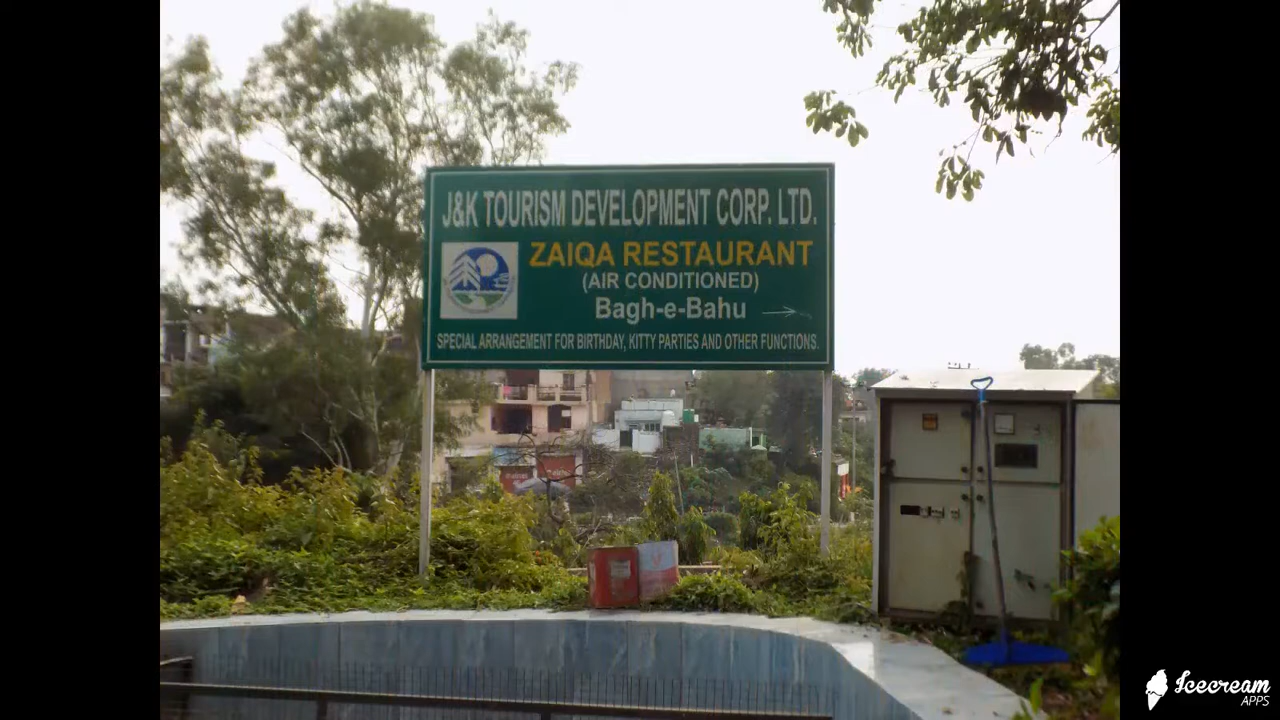 J&K TOURISM DEVELOPMENT CORP. LTD.
ZAIQA RESTAURANT
(AIR CONDITIONED)
Bagh-e-Bahu
SPECIAL ARRANGEMENT FOR BIRTHDAY, KITTY PARTIES AND OTHER FUNCTIONS.
Icecream
APPS